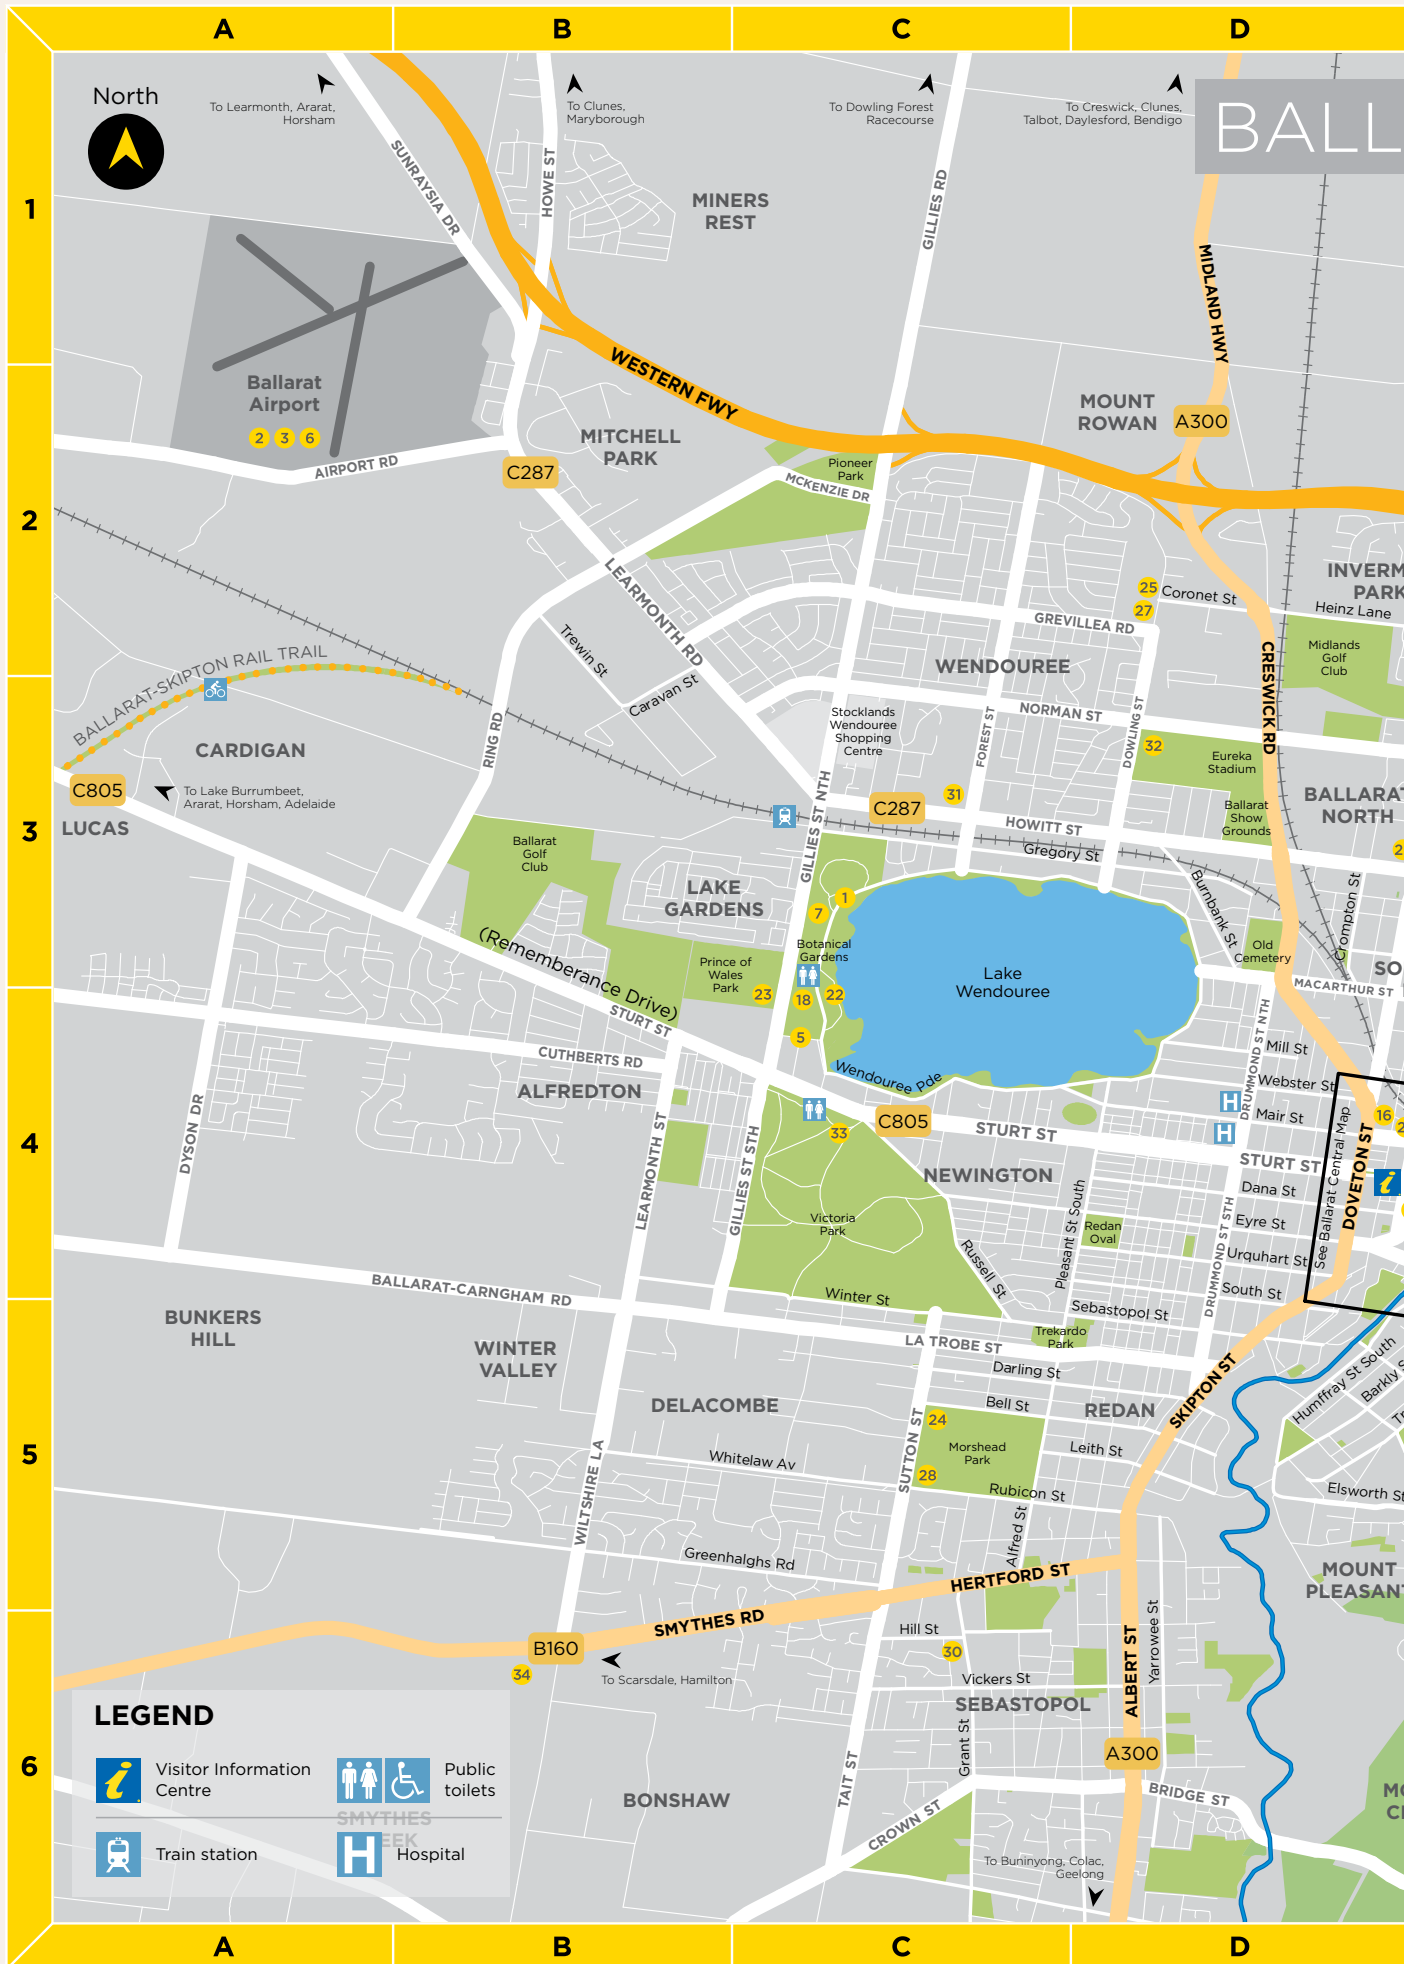 A
B
C
D
North
To Learmonth, Ararat,
Horsham
To Clunes,
Maryborough
To Dowling Forest
Racecourse
To Creswick, Clunes,
Talbot, Daylesford, Bendigo
BALL
1
SUNRAYSIA DR
HOWE ST
MINERS
REST
GILLIES RD
MIDLAND HWY
WESTERN FWY
Ballarat
Airport
2 3 6
AIRPORT RD
C287
MITCHELL
PARK
MOUNT
ROWAN
A300
Pioneer
Park
MCKENZIE DR
2
LEARMONTH RD
25
Coronet St
27
INVERM
PARK
Heinz Lane
GREVILLEA RD
Midlands
Golf
Club
Trewin St
WENDOUREE
CRESWICK RD
BALLARAT-SKIPTON RAIL TRAIL
Caravan St
RING RD
CARDIGAN
Stocklands
Wendouree
Shopping
Centre
FOREST ST
NORMAN ST
DOWLING ST
32
Eureka
Stadium
C805
To Lake Burrumbeet,
Ararat, Horsham, Adelaide
LUCAS
3
GILLIES ST NTH
C287
31
HOWITT ST
Ballarat
Show
Grounds
BALLARAT
NORTH
2
Gregory St
Ballarat
Golf
Club
LAKE
GARDENS
Burnbank St
Crompton St
1
7
Botanical
Gardens
Old
Cemetery
(Rememberance Drive)
Prince of
Wales
Park
23
18
22
5
Lake
Wendouree
SO
MACARTHUR ST
STURT ST
CUTHBERTS RD
ALFREDTON
Wendouree Pde
DRUMMOND ST NTH
Mill St
Webster St
Mair St
H
H
16
2
4
DYSON DR
LEARMONTH ST
GILLIES ST STH
33
C805
STURT ST
STURT ST
NEWINGTON
Dana St
See Ballarat Central Map
DOVETON ST
i
Victoria
Park
Pleasant St South
Redan
Oval
Eyre St
Urquhart St
South St
DRUMMOND ST STH
Russell St
BALLARAT-CARNGHAM RD
Winter St
Sebastopol St
BUNKERS
HILL
WINTER
VALLEY
LA TROBE ST
Trekardo
Park
Darling St
SKIPTON ST
Humffray St South
Barkly S
Tr
DELACOMBE
Bell St
REDAN
24
Morshead
Park
28
Leith St
5
SUTTON ST
Whitelaw Av
Rubicon St
Elsworth St
WILTSHIRE LA
Alfred St
Greenhalghs Rd
HERTFORD ST
MOUNT
PLEASANT
SMYTHES RD
Hill St
30
Vickers St
ALBERT ST
Yarrowee St
B160
34
To Scarsdale, Hamilton
SEBASTOPOL
LEGEND
Visitor Information
Centre
Public
toilets
SMYTHES
EEK
Train station
H
Hospital
6
BONSHAW
Grant St
A300
TAIT ST
CROWN ST
BRIDGE ST
MO
CL
To Buninyong, Colac,
Geelong
A
B
C
D